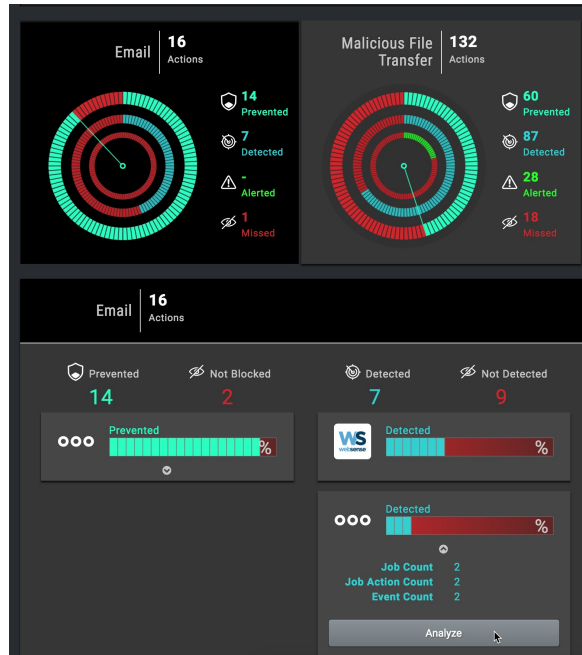 Email
16
Actions
14
Prevented
7
Detected
-
Alerted
1
Missed
Malicious File
Transfer
132
Actions
60
Prevented
87
Detected
28
Alerted
18
Missed
Email
16
Actions
Prevented
14
Not Blocked
2
Detected
7
Not Detected
9
Prevented
%
WS
websense
Detected
%
Detected
%
Job Count 2
Job Action Count 2
Event Count 2
Analyze